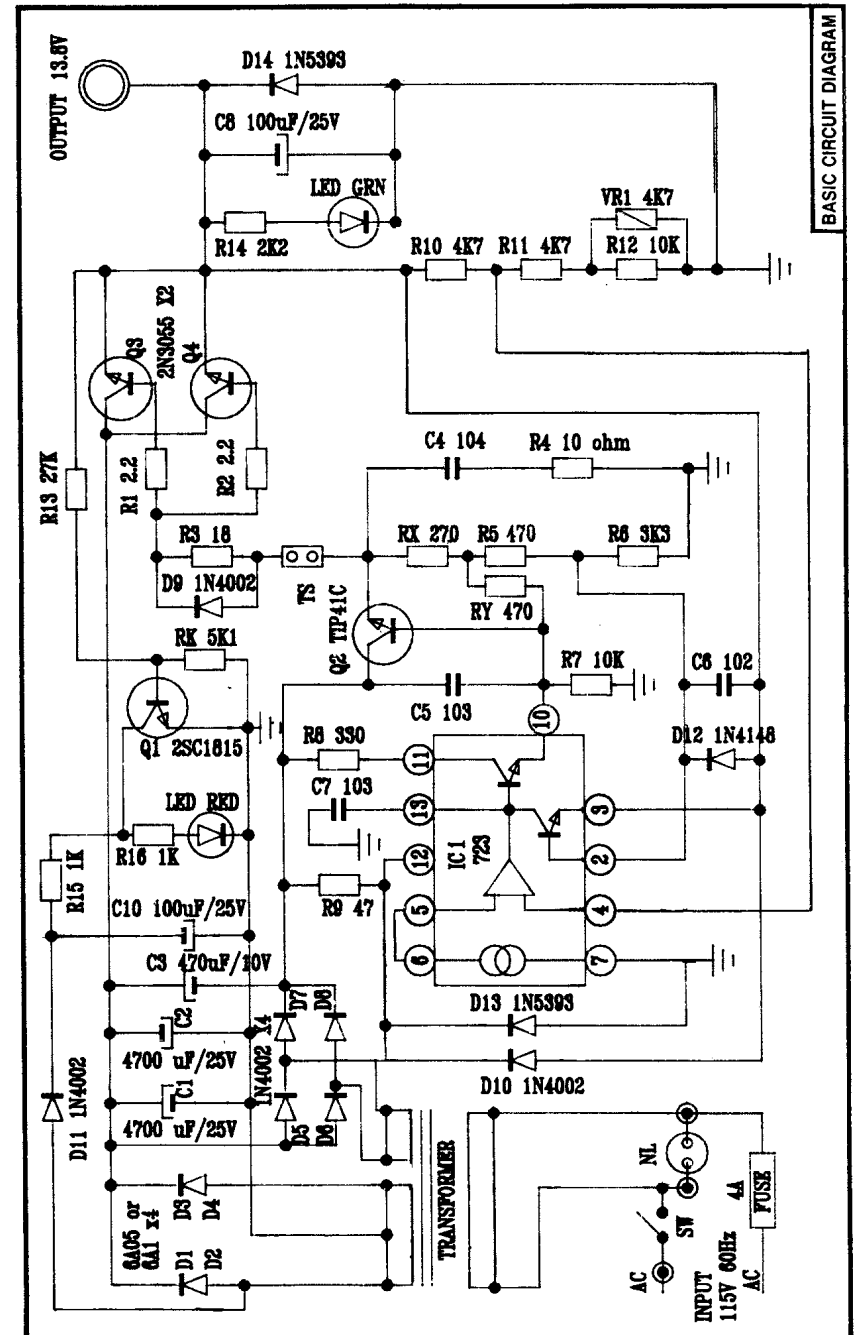 BASIC CIRCUIT DIAGRAM
OUTPUT 13.8V
D14 1N5393
C8 100uF/25V
LED GRN
R14 2K2
VR1 4K7
R10 4K7
R11 4K7
R12 10K
Q3
2N3055 X2
Q4
R13 27K
R1 2.2
R2 2.2
C4 104
R4 10 ohm
R3 18
D9 1N4002
TS
RX 270
R5 470
R6 3K3
RY 470
Q2 TIP41C
RK 5K1
Q1 2SC1815
C5 103
R7 10K
C6 102
D12 1N4148
R8 330
C7 103
10
11
13
12
5
6
IC1
723
3
2
4
7
LED RED
R16 1K
R15 1K
R9 47
C10 100uF/25V
C3 470uF/10V
C2
4700 uF/25V
C1
4700 uF/25V
D7
D8
X4
1N4002
D5
D6
D13 1N5393
D10 1N4002
D11 1N4002
6A05 or
6A1 x4
D3
D4
D1
D2
TRANSFORMER
NL
4A
FUSE
SW
AC
INPUT
115V 60Hz
AC